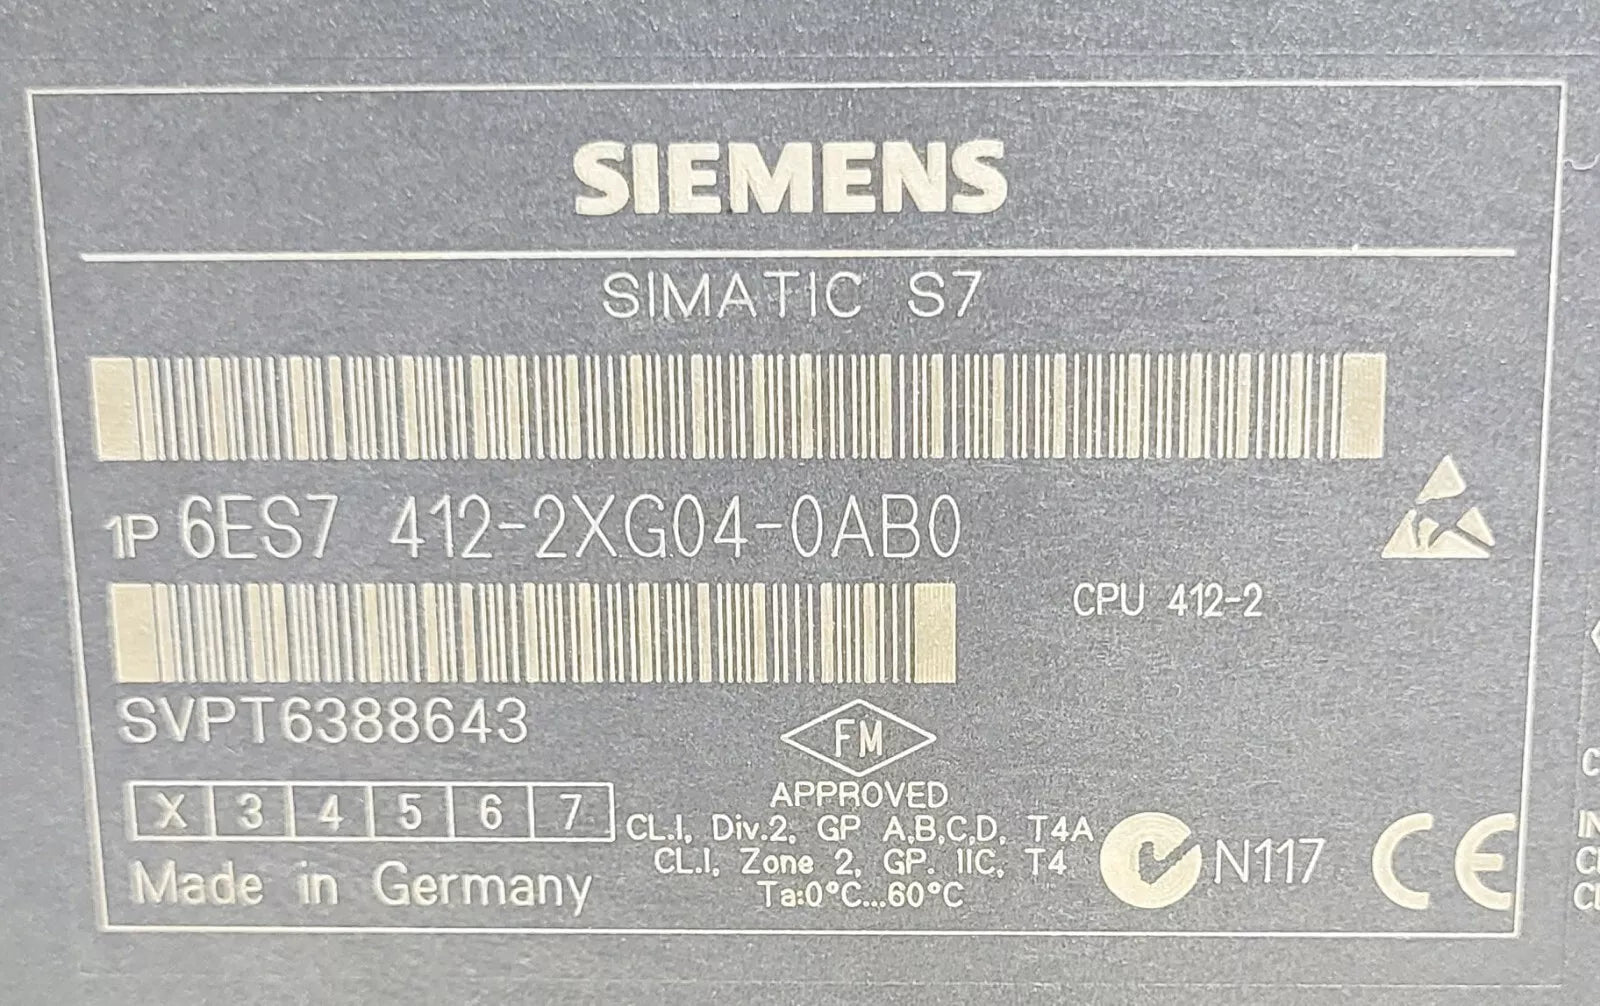 SIEMENS
SIMATIC S7
1P 6ES7 412-2XG04-0AB0
CPU 412-2
SVPT6388643
FM
APPROVED
X 3 4 5 6 7
CL.I, Div.2, GP A,B,C,D, T4A
CL.I, Zone 2, GP. IIC, T4
Ta:0°C...60°C
Made in Germany
N117
CE